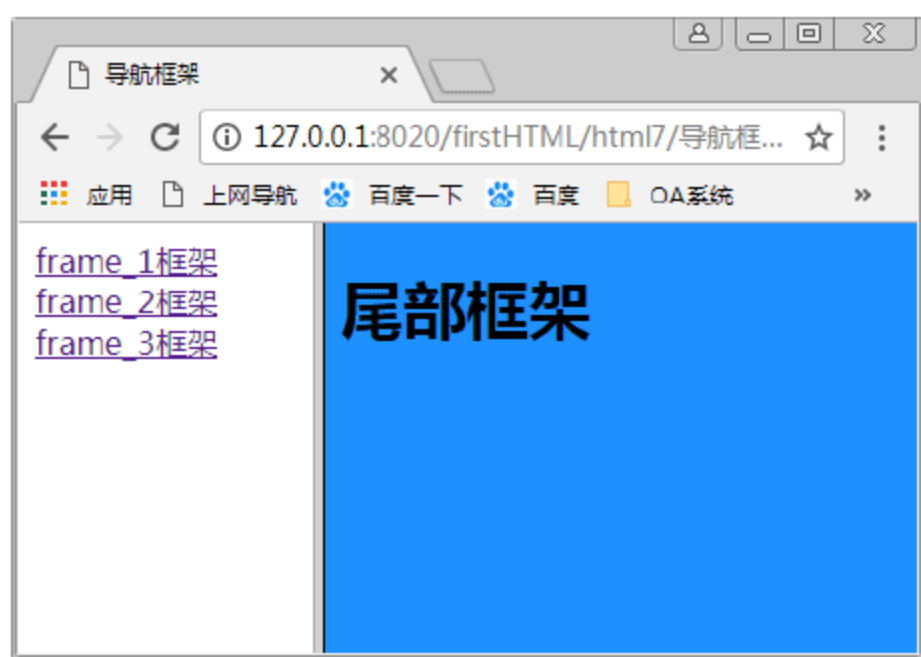 导航框架
127.0.0.1:8020/firstHTML/html7/导航框...
应用 上网导航 百度一下 百度 OA系统 »
frame_1框架
frame_2框架
frame_3框架
尾部框架